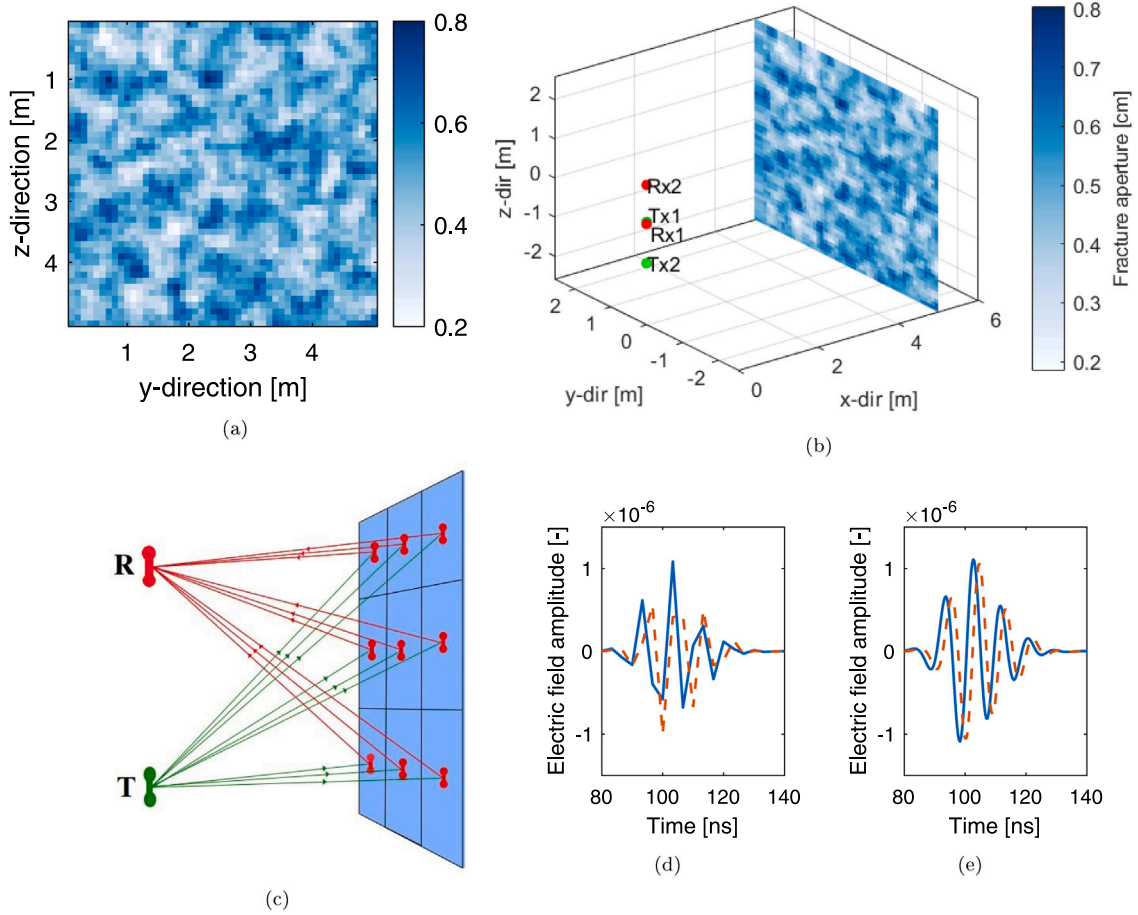 0.8
0.6
0.4
0.2
1
2
3
4
z-direction [m]
1 2 3 4
y-direction [m]
(a)
2
1
0
-1
-2
z-dir [m]
Rx2
Tx1
Rx1
Tx2
2
1
0
-1
-2
y-dir [m]
0
2
4
6
x-dir [m]
0.8
0.7
0.6
0.5
0.4
0.3
0.2
Fracture aperture [cm]
(b)
R
T
(c)
×10⁻⁶
1
0
-1
Electric field amplitude [-]
80 100 120 140
Time [ns]
(d)
×10⁻⁶
1
0
-1
Electric field amplitude [-]
80 100 120 140
Time [ns]
(e)